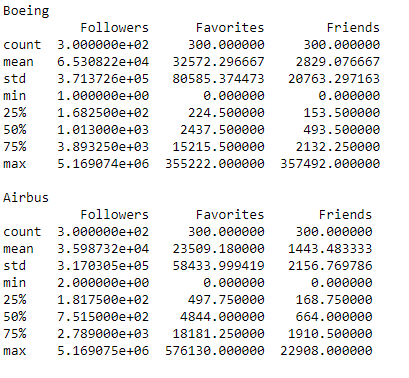 Boeing
Followers Favorites Friends
count 3.000000e+02 300.000000 300.000000
mean 6.530822e+04 32572.296667 2829.076667
std 3.713726e+05 80585.374473 20763.297163
min 1.000000e+00 0.000000 0.000000
25% 1.682500e+02 224.500000 153.500000
50% 1.013000e+03 2437.500000 493.500000
75% 3.893250e+03 15215.500000 2132.250000
max 5.169074e+06 355222.000000 357492.000000
Airbus
Followers Favorites Friends
count 3.000000e+02 300.000000 300.000000
mean 3.598732e+04 23509.180000 1443.483333
std 3.170305e+05 58433.999419 2156.769786
min 2.000000e+00 0.000000 0.000000
25% 1.817500e+02 497.750000 168.750000
50% 7.515000e+02 4844.000000 664.000000
75% 2.789000e+03 18181.250000 1910.500000
max 5.169075e+06 576130.000000 22908.000000